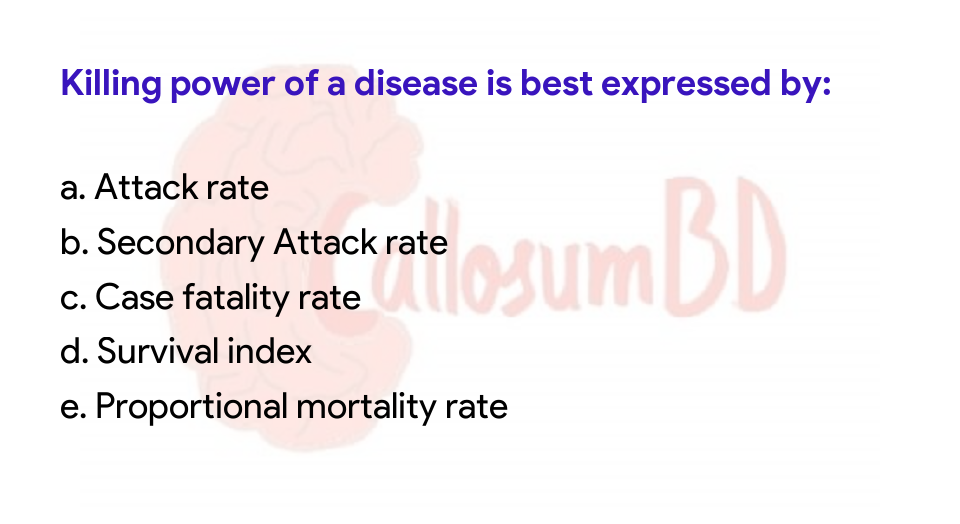 Killing power of a disease is best expressed by:
a. Attack rate
b. Secondary Attack rate
c. Case fatality rate
d. Survival index
e. Proportional mortality rate
CallosumBD